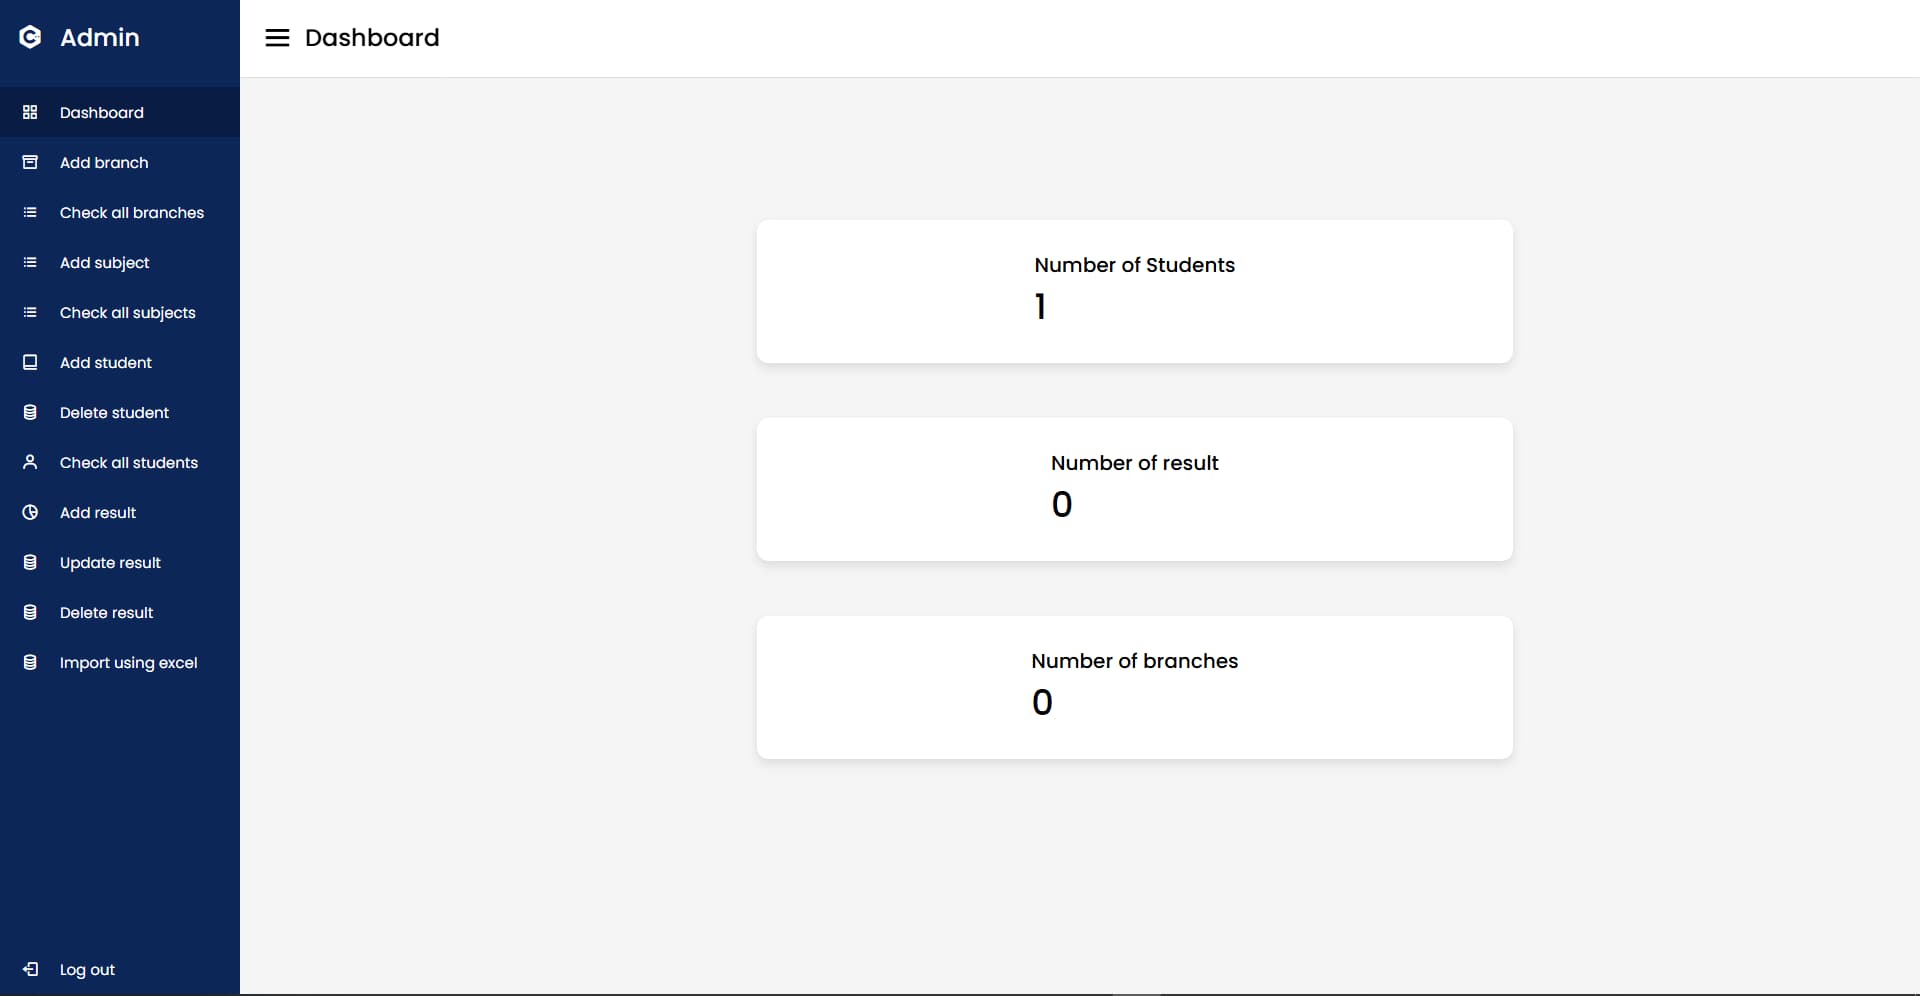 Admin
Dashboard
Add branch
Check all branches
Add subject
Check all subjects
Add student
Delete student
Check all students
Add result
Update result
Delete result
Import using excel
Log out
Dashboard
Number of Students
1
Number of result
0
Number of branches
0